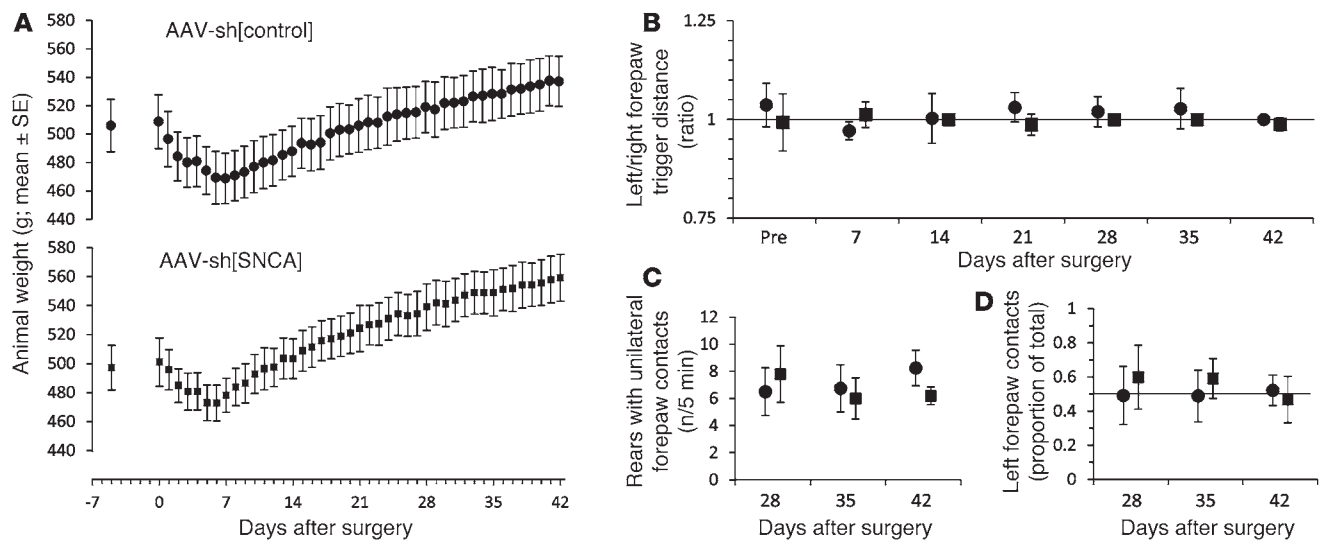 A
AAV-sh[control]
580
560
540
520
500
480
460
440
AAV-sh[SNCA]
580
560
540
520
500
480
460
440
Animal weight (g; mean ± SE)
-7 0 7 14 21 28 35 42
Days after surgery
B
1.25
1
0.75
Left/right forepaw
trigger distance
(ratio)
Pre 7 14 21 28 35 42
Days after surgery
C
12
10
8
6
4
2
0
Rears with unilateral
forepaw contacts
(n/5 min)
28 35 42
Days after surgery
D
1
0.8
0.6
0.4
0.2
0
Left forepaw contacts
(proportion of total)
28 35 42
Days after surgery